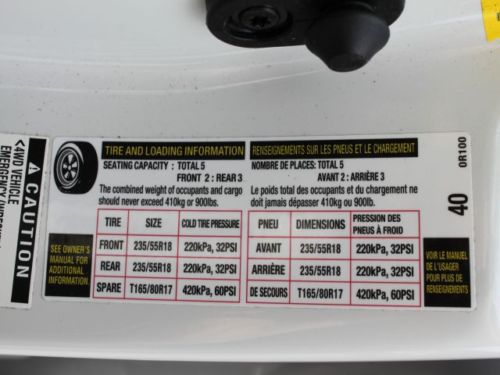 TIRE AND LOADING INFORMATION
SEATING CAPACITY : TOTAL 5
FRONT 2 : REAR 3
The combined weight of occupants and cargo
should never exceed 410kg or 900lbs.
TIRE SIZE COLD TIRE PRESSURE
FRONT 235/55R18 220kPa, 32PSI
REAR 235/55R18 220kPa, 32PSI
SPARE T165/80R17 420kPa, 60PSI
SEE OWNER'S
MANUAL FOR
ADDITIONAL
INFORMATION.
RENSEIGNEMENTS SUR LES PNEUS ET LE CHARGEMENT
NOMBRE DE PLACES: TOTAL 5
AVANT 2 : ARRIÈRE 3
Le poids total des occupants et du chargement ne
doit jamais dépasser 410kg or 900lb.
PNEU DIMENSIONS PRESSION DES
PNEUS À FROID
AVANT 235/55R18 220kPa, 32PSI
ARRIÈRE 235/55R18 220kPa, 32PSI
DE SECOURS T165/80R17 420kPa, 60PSI
VOIR LE MANUEL
DE L'USAGER
POUR PLUS DE
RENSEIGNEMENTS
40 0R100
CAUTION
<4WD VEHICLE